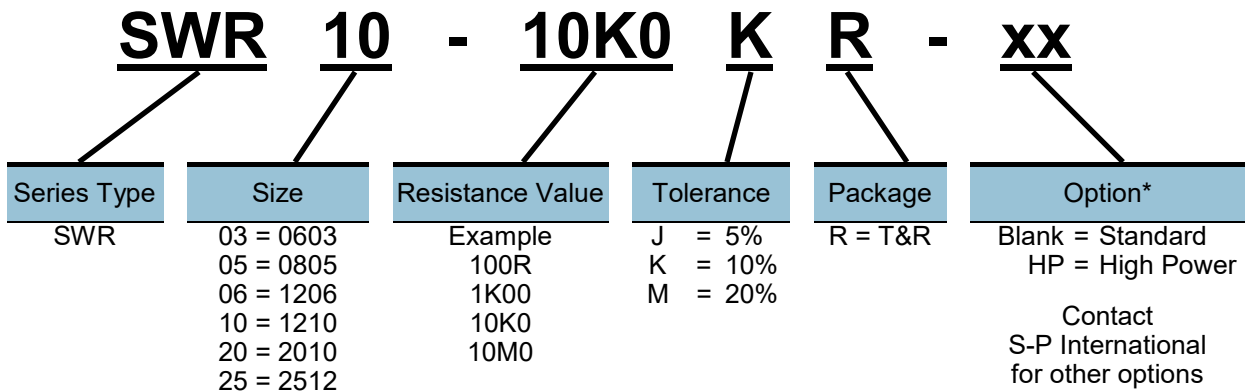 SWR 10 - 10K0 K R - xx
Series Type
SWR
Size
03 = 0603
05 = 0805
06 = 1206
10 = 1210
20 = 2010
25 = 2512
Resistance Value
Example
100R
1K00
10K0
10M0
Tolerance
J = 5%
K = 10%
M = 20%
Package
R = T&R
Option*
Blank = Standard
HP = High Power
Contact
S-P International
for other options